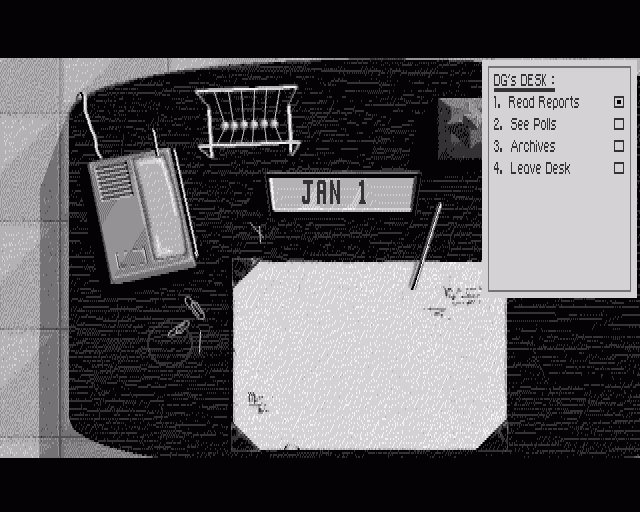 DG's DESK :
1. Read Reports
2. See Polls
3. Archives
4. Leave Desk
JAN 1